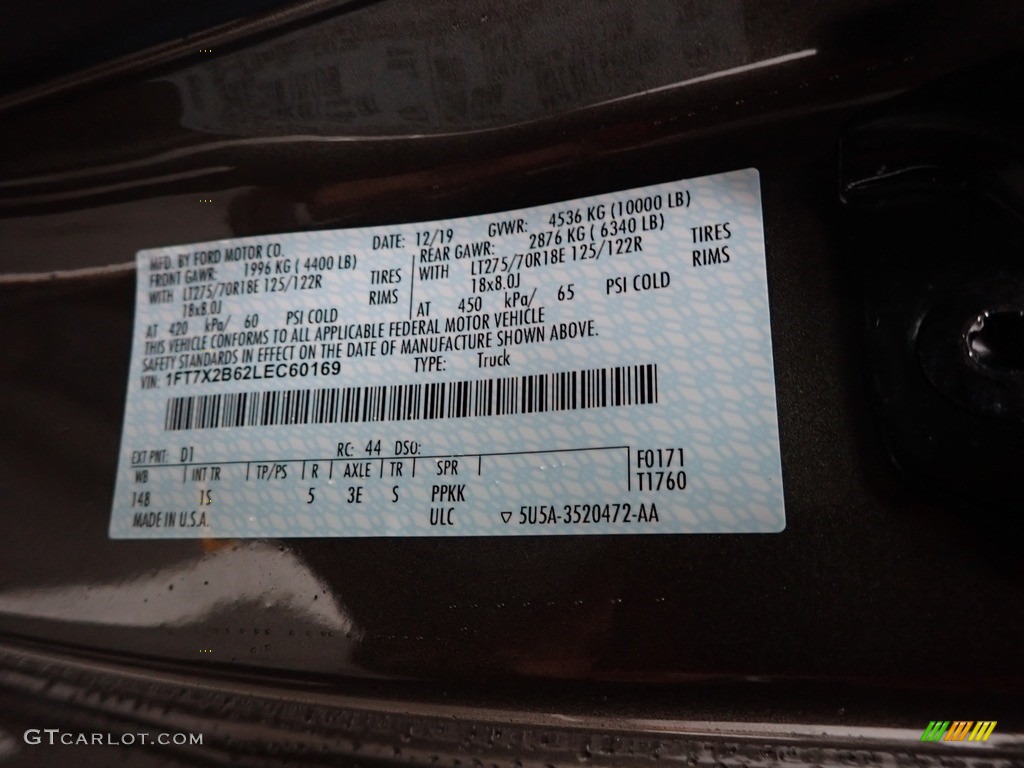 MFD. BY FORD MOTOR CO. DATE: 12/19 GVWR: 4536 KG (10000 LB)
FRONT GAWR: 1996 KG (4400 LB) REAR GAWR: 2876 KG ( 6340 LB)
WITH LT275/70R18E 125/122R TIRES WITH LT275/70R18E 125/122R TIRES
18x8.0J RIMS 18x8.0J RIMS
AT 420 kPa/ 60 PSI COLD AT 450 kPa/ 65 PSI COLD
THIS VEHICLE CONFORMS TO ALL APPLICABLE FEDERAL MOTOR VEHICLE
SAFETY STANDARDS IN EFFECT ON THE DATE OF MANUFACTURE SHOWN ABOVE.
VIN: 1FT7X2B62LEC60169 TYPE: Truck
EXT PNT: D1 RC: 44 DSO:
WB INT TR TP/PS R AXLE TR SPR F0171
148 1S 5 3E S PPKK T1760
MADE IN U.S.A. ULC ▽ 5U5A-3520472-AA
GTcarlot.com